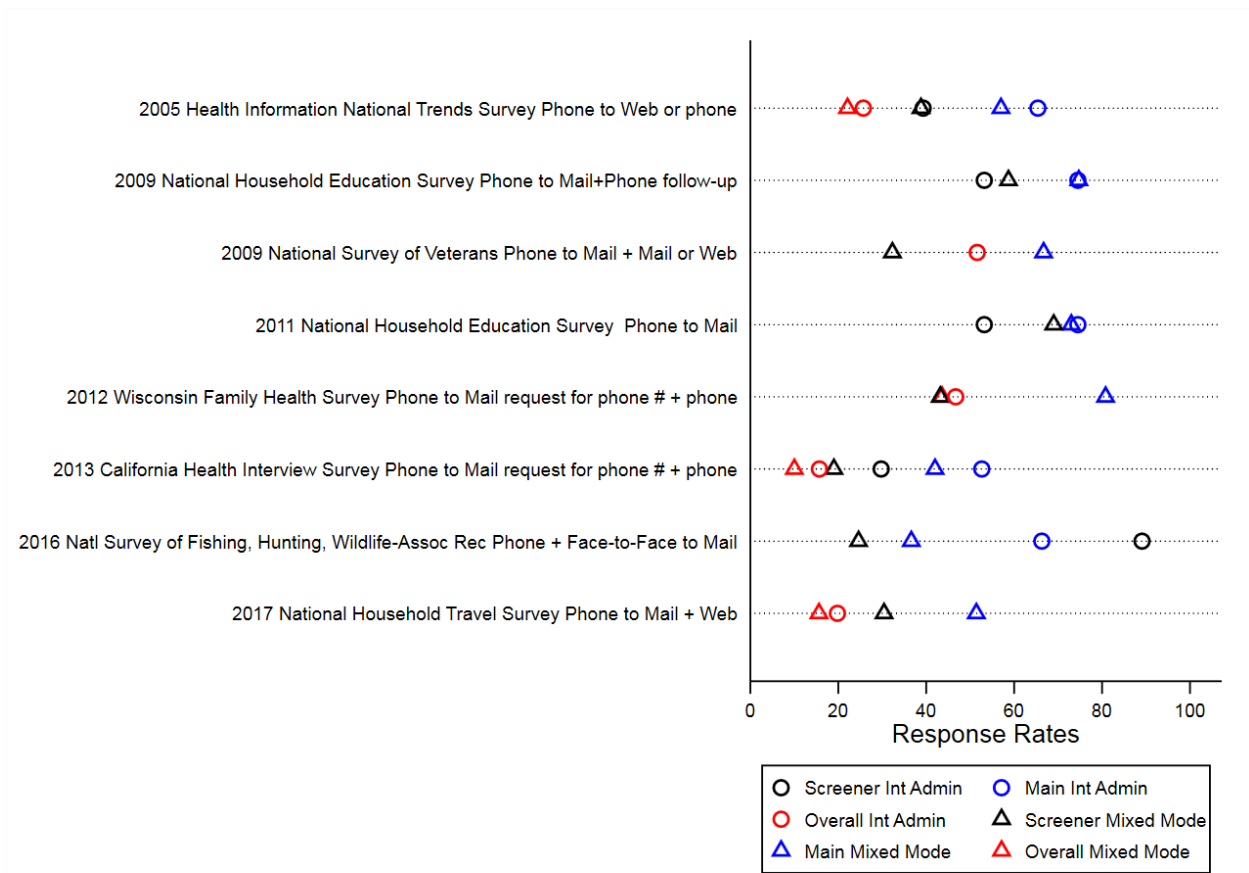 2005 Health Information National Trends Survey Phone to Web or phone
2009 National Household Education Survey Phone to Mail+Phone follow-up
2009 National Survey of Veterans Phone to Mail + Mail or Web
2011 National Household Education Survey  Phone to Mail
2012 Wisconsin Family Health Survey Phone to Mail request for phone # + phone
2013 California Health Interview Survey Phone to Mail request for phone # + phone
2016 Natl Survey of Fishing, Hunting, Wildlife-Assoc Rec Phone + Face-to-Face to Mail
2017 National Household Travel Survey Phone to Mail + Web
0 20 40 60 80 100
Response Rates
Screener Int Admin Main Int Admin
Overall Int Admin Screener Mixed Mode
Main Mixed Mode Overall Mixed Mode